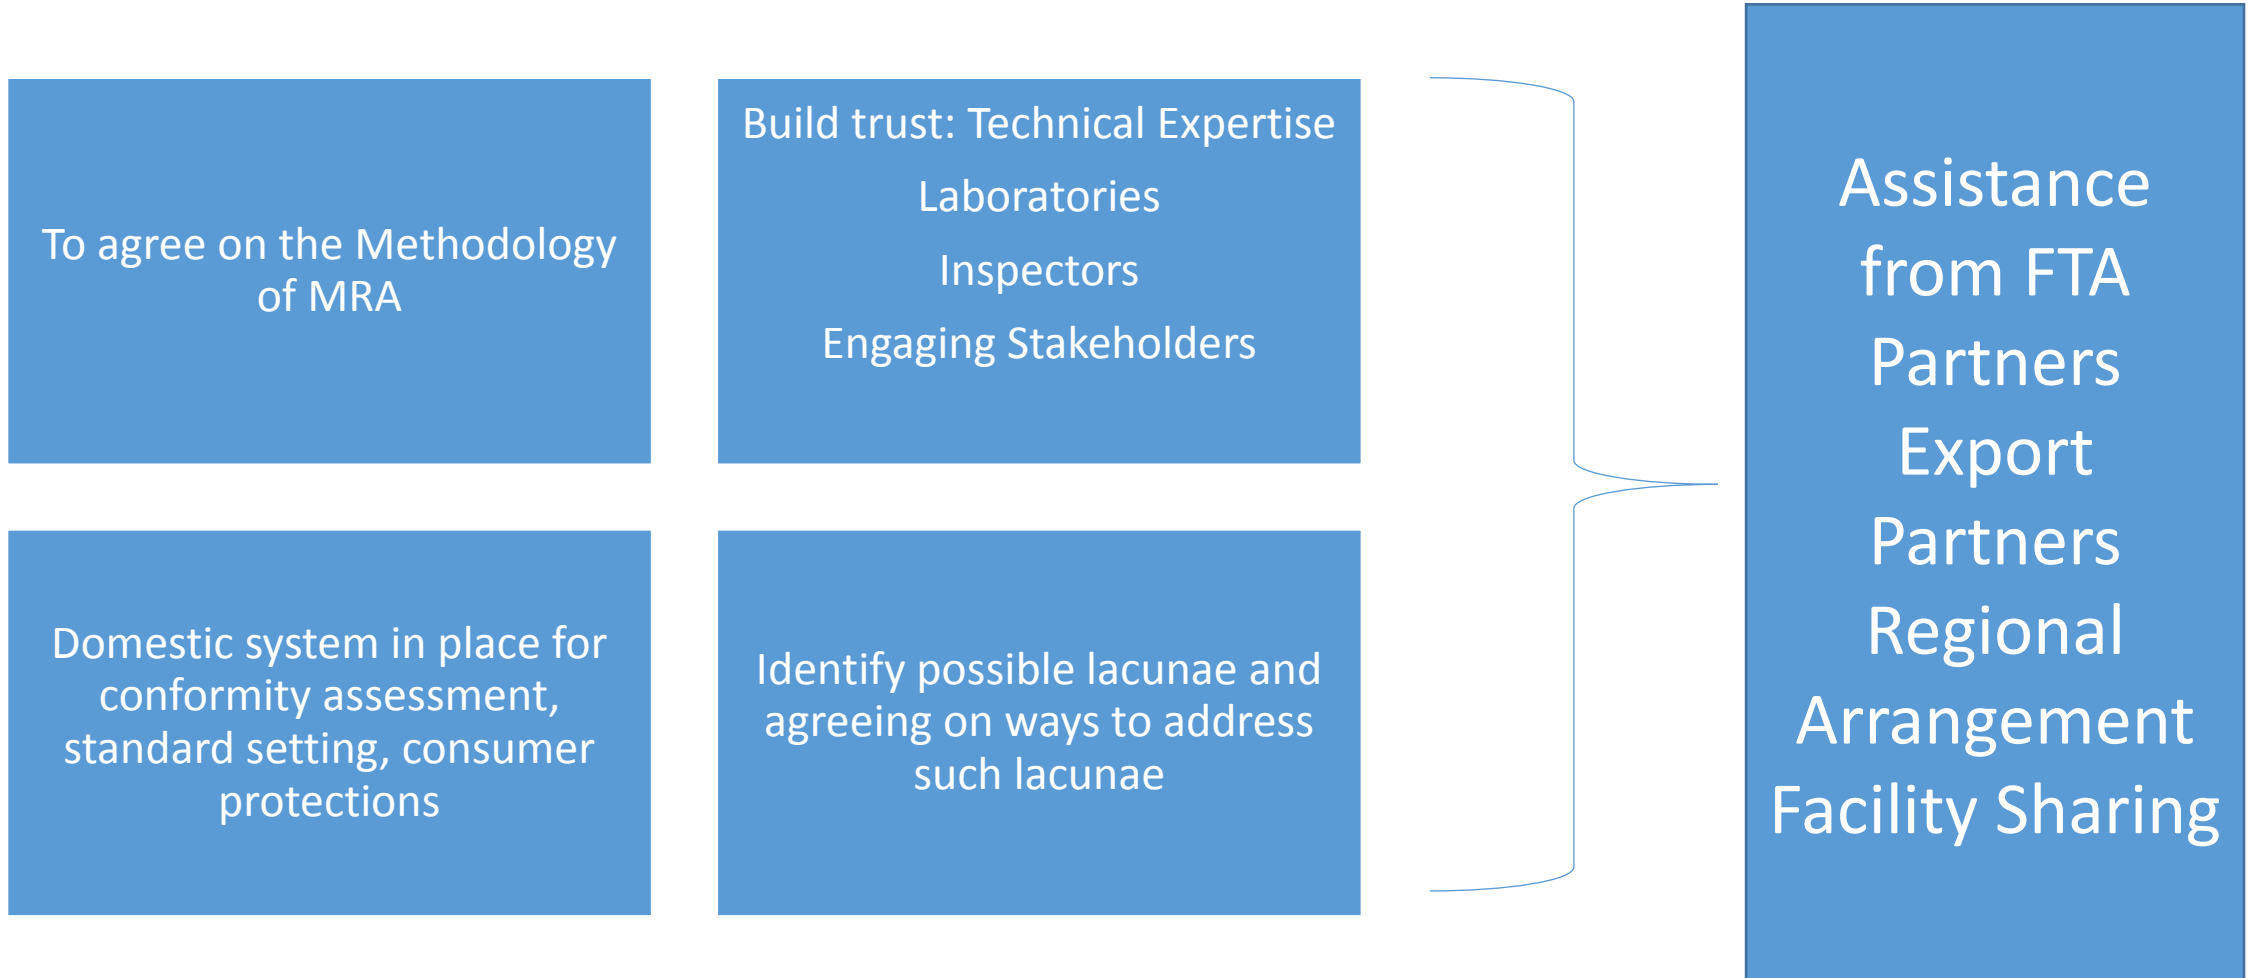 To agree on the Methodology
of MRA
Build trust: Technical Expertise
Laboratories
Inspectors
Engaging Stakeholders
Domestic system in place for
conformity assessment,
standard setting, consumer
protections
Identify possible lacunae and
agreeing on ways to address
such lacunae
Assistance
from FTA
Partners
Export
Partners
Regional
Arrangement
Facility Sharing